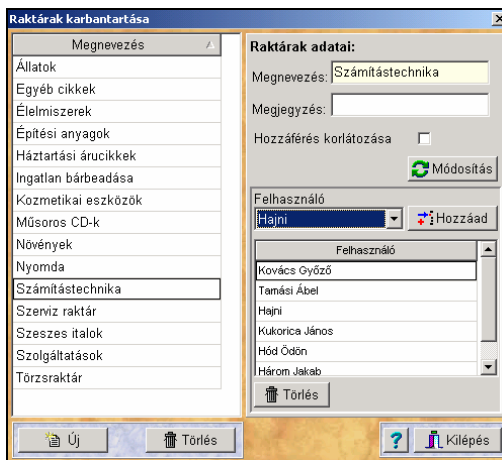 Raktárak karbantartása
Megnevezés
Állatok
Egyéb cikkek
Élelmiszerek
Építési anyagok
Háztartási árucikkek
Ingatlan bárbeadása
Kozmetikai eszközök
Műsoros CD-k
Növények
Nyomda
Számítástechnika
Szerviz raktár
Szeszes italok
Szolgáltatások
Törzsraktár
Új
Törlés
Raktárak adatai:
Megnevezés: Számítástechnika
Megjegyzés:
Hozzáférés korlátozása
Módosítás
Felhasználó
Hajni
Hozzáad
Felhasználó
Kovács Győző
Tamási Ábel
Hajni
Kukorica János
Hód Ödön
Három Jakab
Törlés
?
Kilépés